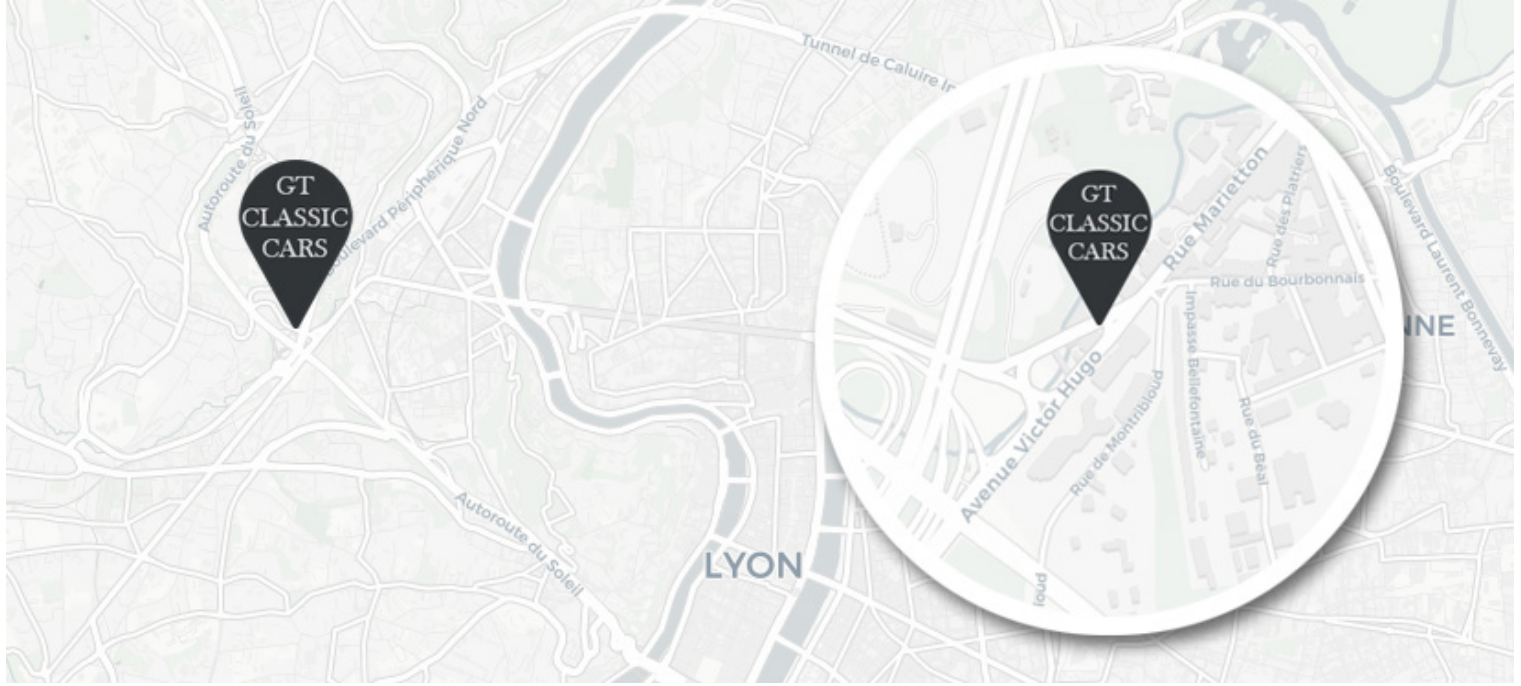 Tunnel de Caluire
Autoroute du Soleil
Boulevard Périphérique Nord
GT
CLASSIC
CARS
Autoroute du Soleil
LYON
GT
CLASSIC
CARS
Rue Marietton
Rue des Platriers
Rue du Bourbonnais
Avenue Victor Hugo
Rue de Montribloud
Impasse Bellefontaine
Rue du Béal
loud
Boulevard Laurent Bonnevay
NNE